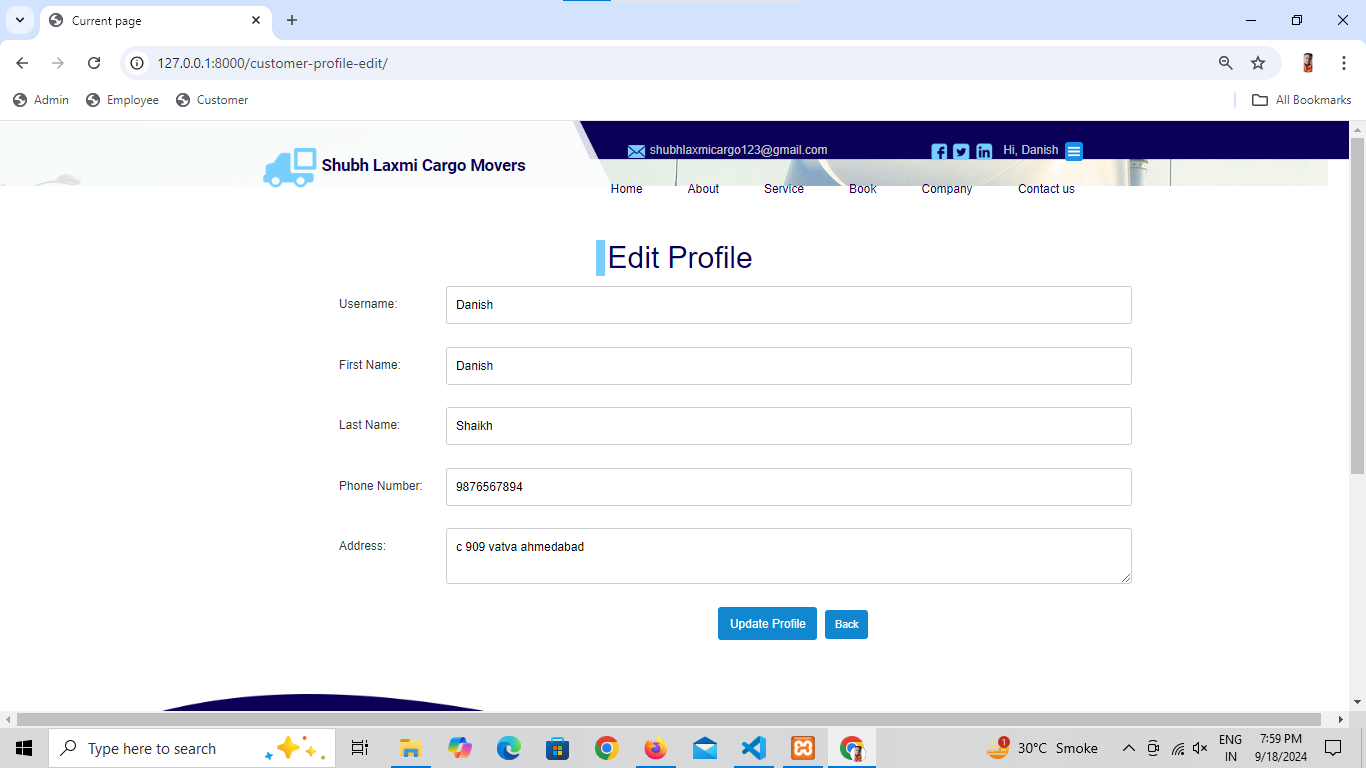 Current page
127.0.0.1:8000/customer-profile-edit/
Admin Employee Customer All Bookmarks
shubhlaxmicargo123@gmail.com Hi, Danish
Shubh Laxmi Cargo Movers
Home About Service Book Company Contact us
Edit Profile
Username: Danish
First Name: Danish
Last Name: Shaikh
Phone Number: 9876567894
Address: c 909 vatva ahmedabad
Update Profile Back
Type here to search 1 30°C Smoke ENG 7:59 PM
IN 9/18/2024